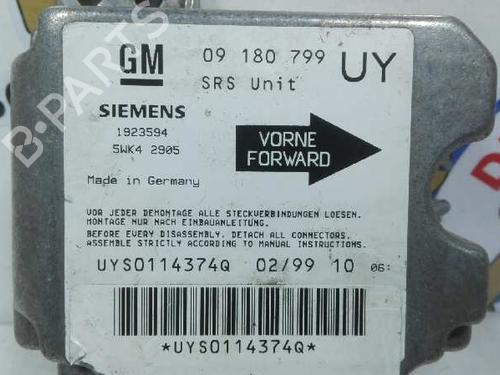 GM
09 180 799 UY
SRS Unit
SIEMENS
1923594
5WK4 2905
VORNE
FORWARD
Made in Germany
VOR JEDER DEMONTAGE ALLE STECKVERBINDUNGEN LOESEN.
MONTAGE NUR NACH EINBAUANLEITUNG.
BEFORE EVERY DISASSEMBLY, DETACH ALL CONNECTORS.
ASSEMBLE STRICTLY ACCORDING TO MANUAL INSTRUCTIONS.
UYS0114374Q 02/99 10 06:
*UYS0114374Q*
B-PARTS